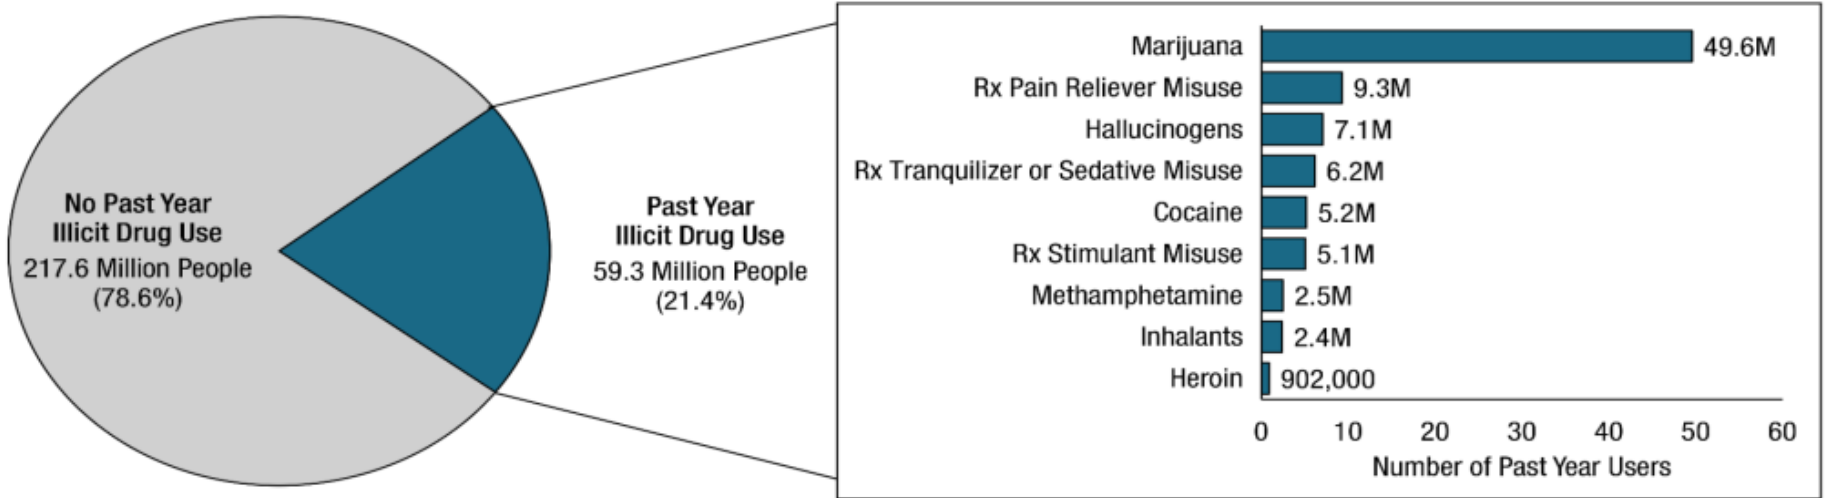 No Past Year
Illicit Drug Use
217.6 Million People
(78.6%)
Past Year
Illicit Drug Use
59.3 Million People
(21.4%)
Marijuana 49.6M
Rx Pain Reliever Misuse 9.3M
Hallucinogens 7.1M
Rx Tranquilizer or Sedative Misuse 6.2M
Cocaine 5.2M
Rx Stimulant Misuse 5.1M
Methamphetamine 2.5M
Inhalants 2.4M
Heroin 902,000
0 10 20 30 40 50 60
Number of Past Year Users